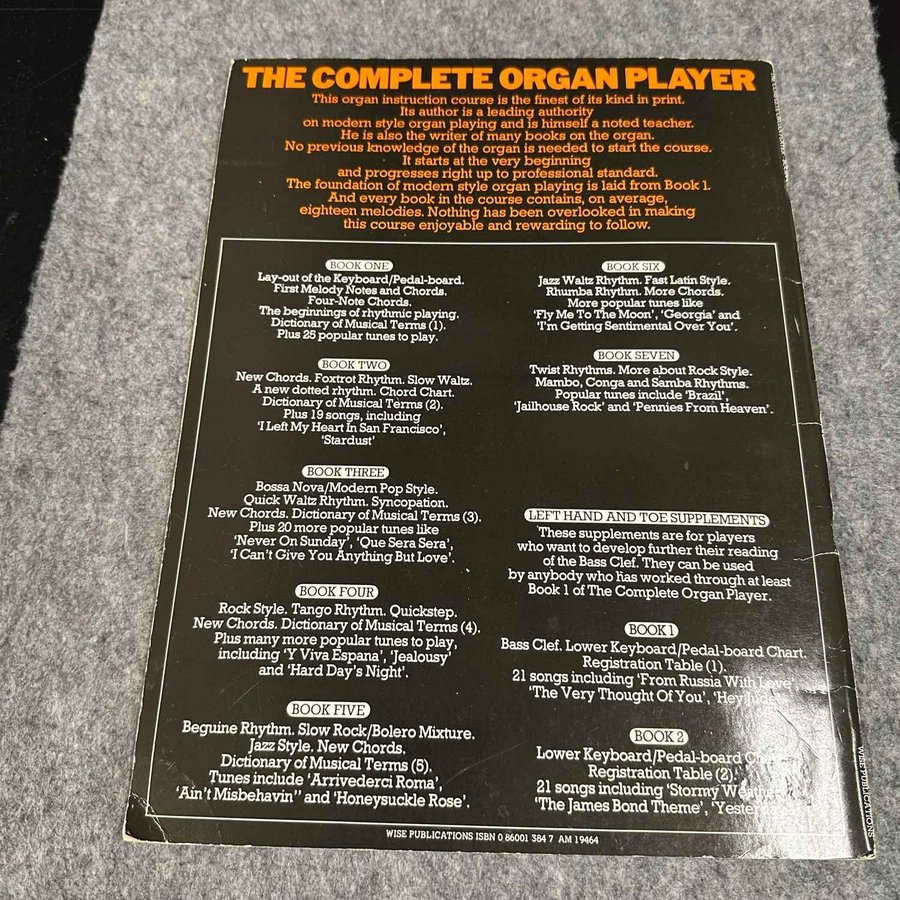 THE COMPLETE ORGAN PLAYER
This organ instruction course is the finest of its kind in print.
Its author is a leading authority
on modern style organ playing and is himself a noted teacher.
He is also the writer of many books on the organ.
No previous knowledge of the organ is needed to start the course.
It starts at the very beginning
and progresses right up to professional standard.
The foundation of modern style organ playing is laid from Book 1.
And every book in the course contains, on average,
eighteen melodies. Nothing has been overlooked in making
this course enjoyable and rewarding to follow.
BOOK ONE
Lay-out of the Keyboard/Pedal-board.
First Melody Notes and Chords.
Four-Note Chords.
The beginnings of rhythmic playing.
Dictionary of Musical Terms (1).
Plus 25 popular tunes to play.
BOOK TWO
New Chords. Foxtrot Rhythm. Slow Waltz.
A new dotted rhythm. Chord Chart.
Dictionary of Musical Terms (2).
Plus 19 songs, including
'I Left My Heart In San Francisco',
'Stardust'
BOOK THREE
Bossa Nova/Modern Pop Style.
Quick Waltz Rhythm. Syncopation.
New Chords. Dictionary of Musical Terms (3).
Plus 20 more popular tunes like
'Never On Sunday', 'Que Sera Sera',
'I Can't Give You Anything But Love'.
BOOK FOUR
Rock Style. Tango Rhythm. Quickstep.
New Chords. Dictionary of Musical Terms (4).
Plus many more popular tunes to play,
including 'Y Viva Espana', 'Jealousy'
and 'Hard Day's Night'.
BOOK FIVE
Beguine Rhythm. Slow Rock/Bolero Mixture.
Jazz Style. New Chords.
Dictionary of Musical Terms (5).
Tunes include 'Arrivederci Roma',
'Ain't Misbehavin'' and 'Honeysuckle Rose'.
BOOK SIX
Jazz Waltz Rhythm. Fast Latin Style.
Rhumba Rhythm. More Chords.
More popular tunes like
'Fly Me To The Moon', 'Georgia' and
'I'm Getting Sentimental Over You'.
BOOK SEVEN
Twist Rhythms. More about Rock Style.
Mambo, Conga and Samba Rhythms.
Popular tunes include 'Brazil',
'Jailhouse Rock' and 'Pennies From Heaven'.
LEFT HAND AND TOE SUPPLEMENTS
These supplements are for players
who want to develop further their reading
of the Bass Clef. They can be used
by anybody who has worked through at least
Book 1 of The Complete Organ Player.
BOOK 1
Bass Clef. Lower Keyboard/Pedal-board Chart.
Registration Table (1).
21 songs including 'From Russia With Love',
'The Very Thought Of You', 'Hey Jude'
BOOK 2
Lower Keyboard/Pedal-board
Registration Table (2).
21 songs including 'Stormy Weather',
'The James Bond Theme',
WISE PUBLICATIONS ISBN 0 86001 384 7 AM 19464
WISE PUBLICATIONS